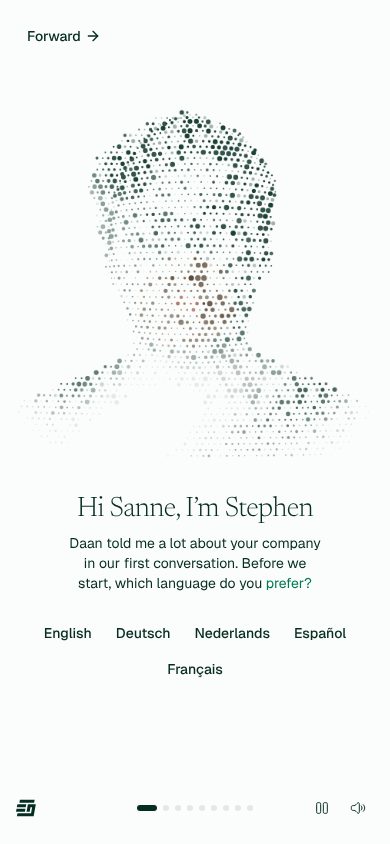 Forward →
Hi Sanne, I’m Stephen
Daan told me a lot about your company
in our first conversation. Before we
start, which language do you prefer?
English Deutsch Nederlands Español
Français